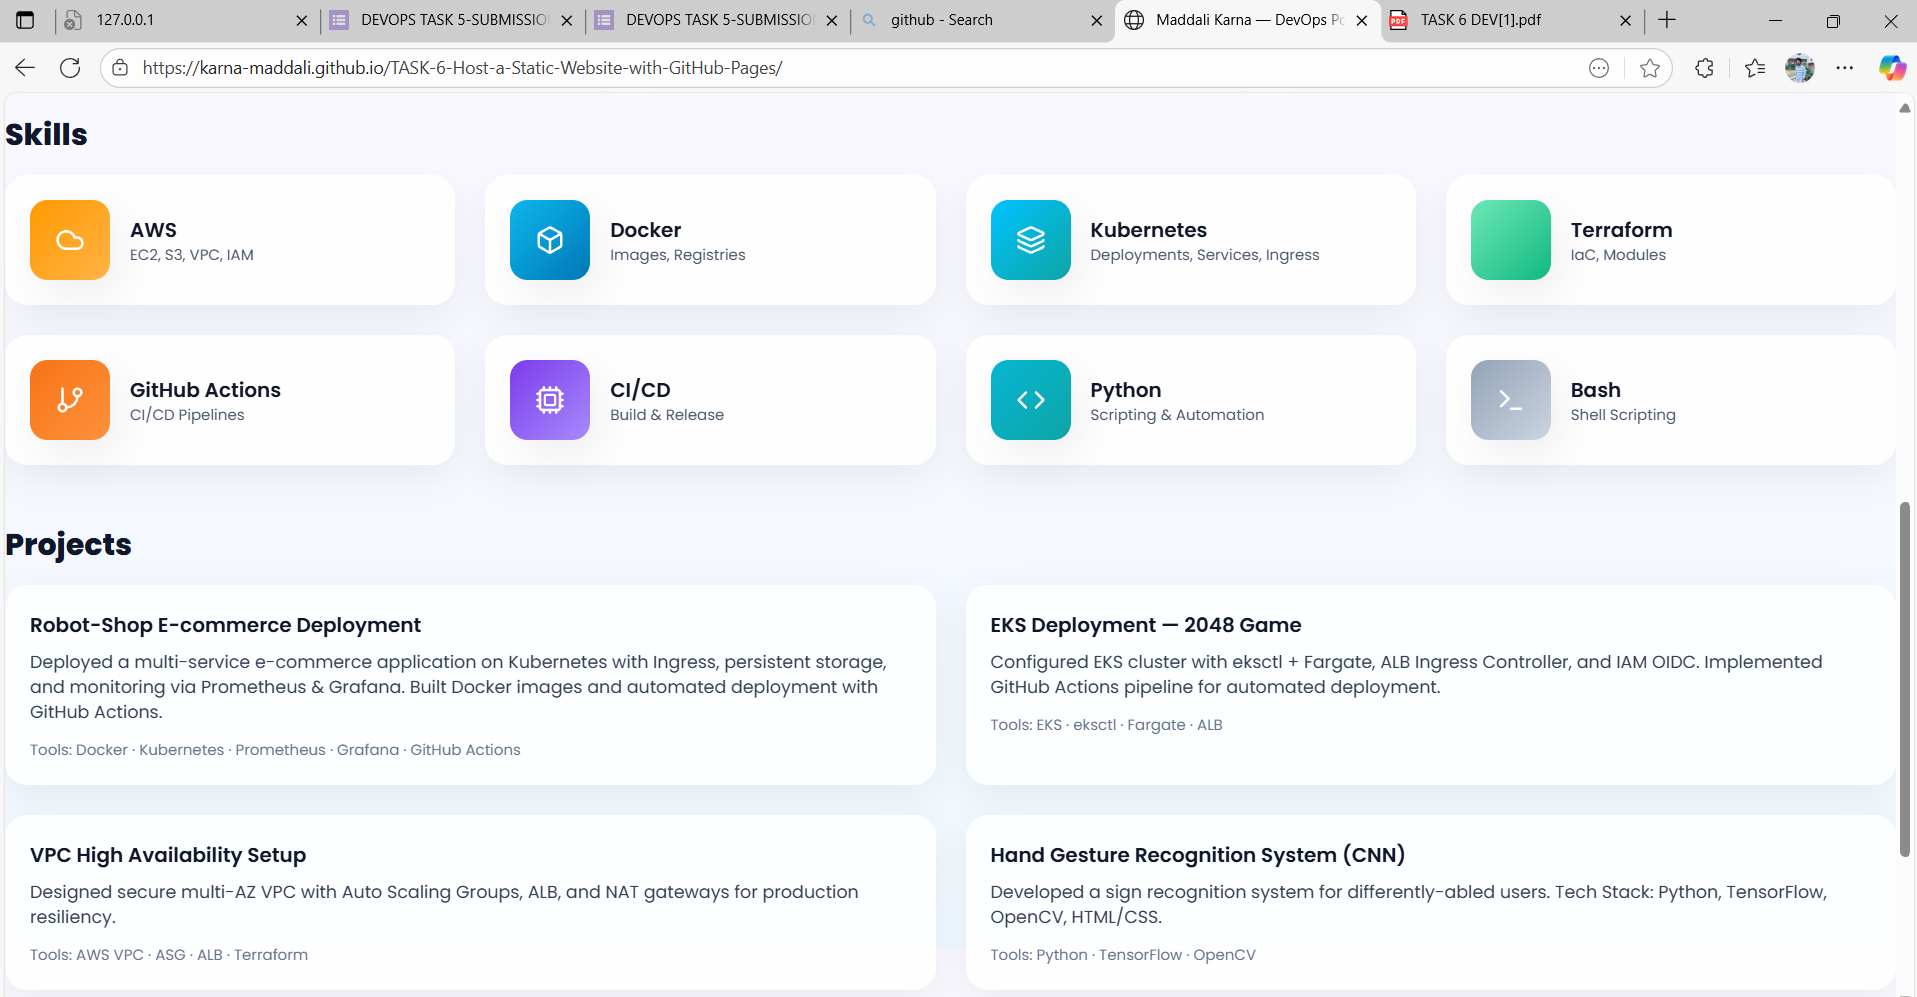 127.0.0.1
DEVOPS TASK 5-SUBMISSIO
DEVOPS TASK 5-SUBMISSIO
github - Search
Maddali Karna — DevOps Po
TASK 6 DEV[1].pdf
https://karna-maddali.github.io/TASK-6-Host-a-Static-Website-with-GitHub-Pages/
Skills
AWS
EC2, S3, VPC, IAM
Docker
Images, Registries
Kubernetes
Deployments, Services, Ingress
Terraform
IaC, Modules
GitHub Actions
CI/CD Pipelines
CI/CD
Build & Release
Python
Scripting & Automation
Bash
Shell Scripting
Projects
Robot-Shop E-commerce Deployment
Deployed a multi-service e-commerce application on Kubernetes with Ingress, persistent storage,
and monitoring via Prometheus & Grafana. Built Docker images and automated deployment with
GitHub Actions.
Tools: Docker · Kubernetes · Prometheus · Grafana · GitHub Actions
EKS Deployment — 2048 Game
Configured EKS cluster with eksctl + Fargate, ALB Ingress Controller, and IAM OIDC. Implemented
GitHub Actions pipeline for automated deployment.
Tools: EKS · eksctl · Fargate · ALB
VPC High Availability Setup
Designed secure multi-AZ VPC with Auto Scaling Groups, ALB, and NAT gateways for production
resiliency.
Tools: AWS VPC · ASG · ALB · Terraform
Hand Gesture Recognition System (CNN)
Developed a sign recognition system for differently-abled users. Tech Stack: Python, TensorFlow,
OpenCV, HTML/CSS.
Tools: Python · TensorFlow · OpenCV